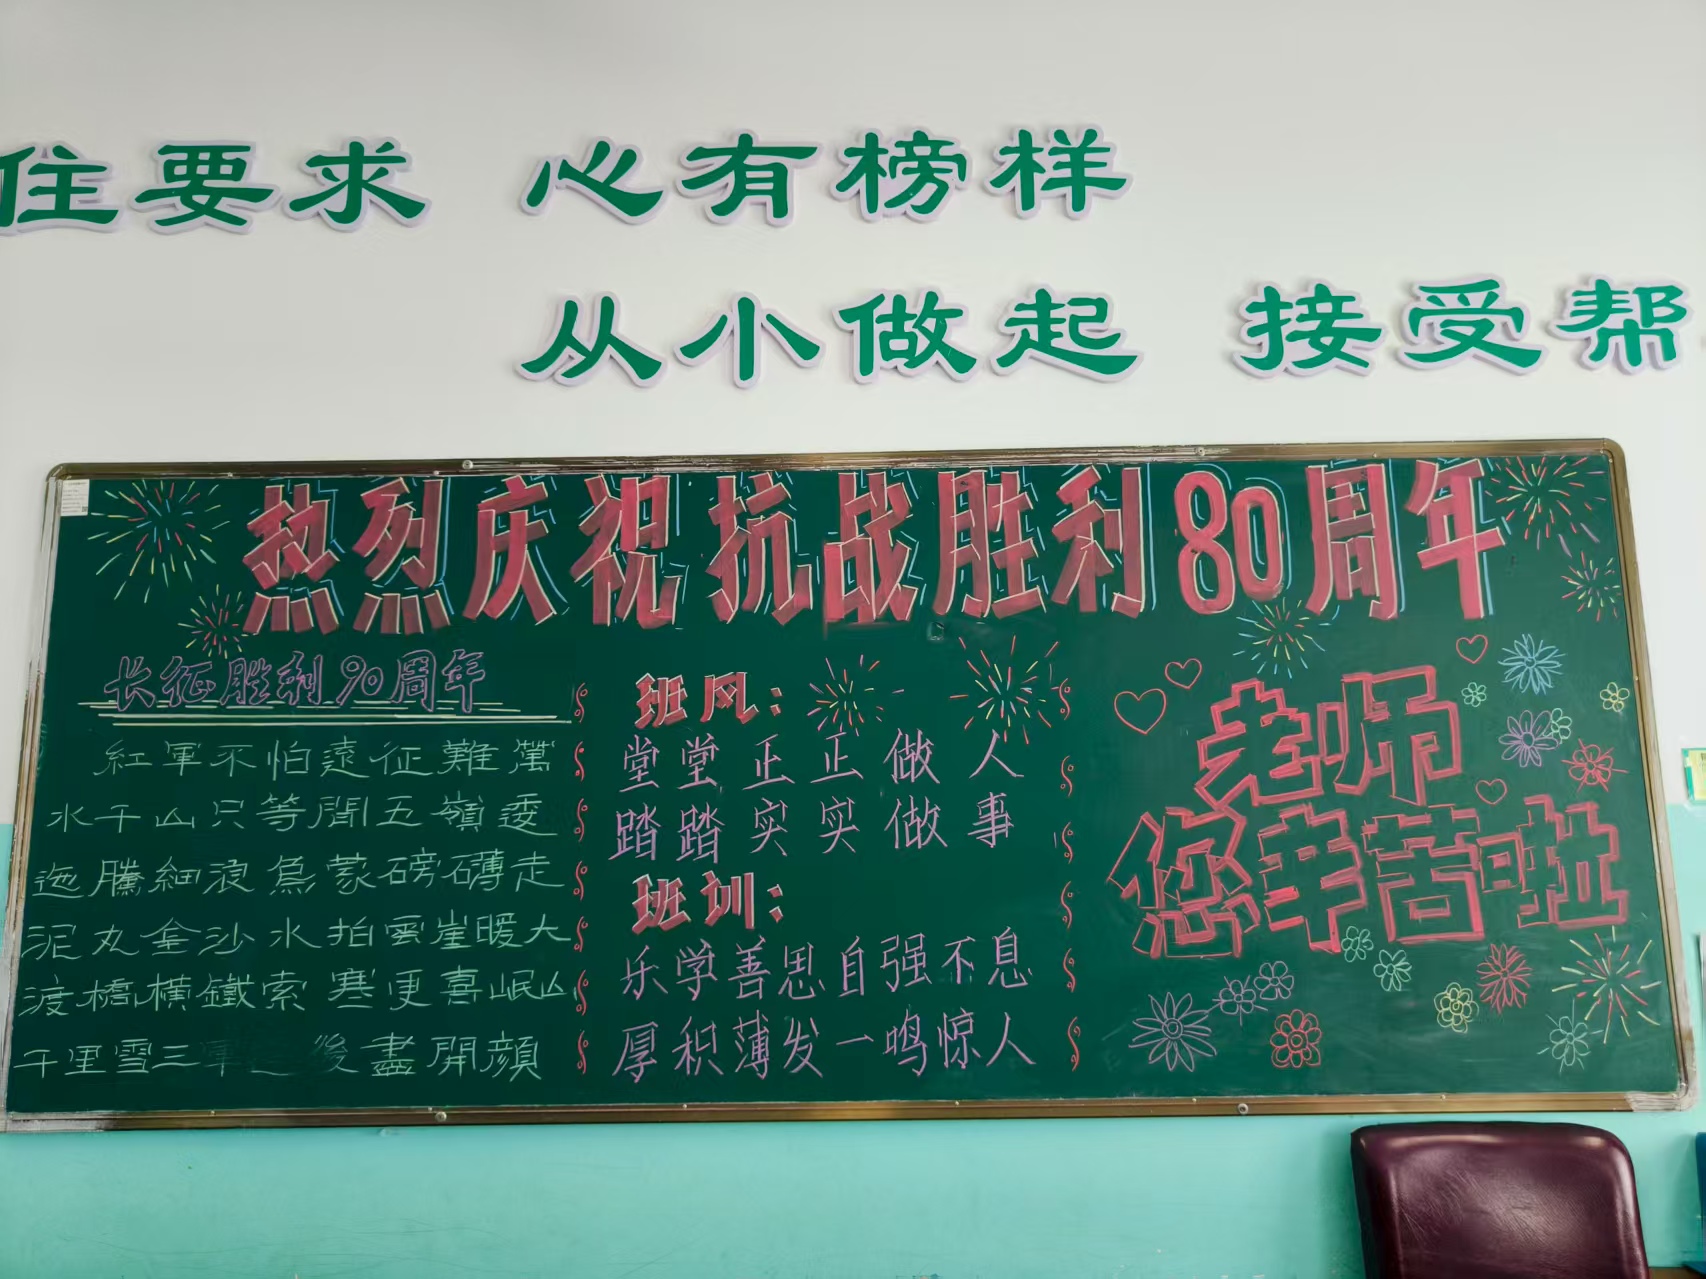 住要求 心有榜样
从小做起 接受帮
热烈庆祝抗战胜利80周年
长征胜利90周年
紅軍不怕遠征難萬
水千山只等閒五嶺逶
迤騰細浪烏蒙磅礴走
泥丸金沙水拍雲崖暖大
渡橋橫鐵索寒更喜岷山
千里雪三軍過後盡開顔
班风：
堂堂正正做人
踏踏实实做事
班训：
乐学善思自强不息
厚积薄发一鸣惊人
老师
您辛苦啦